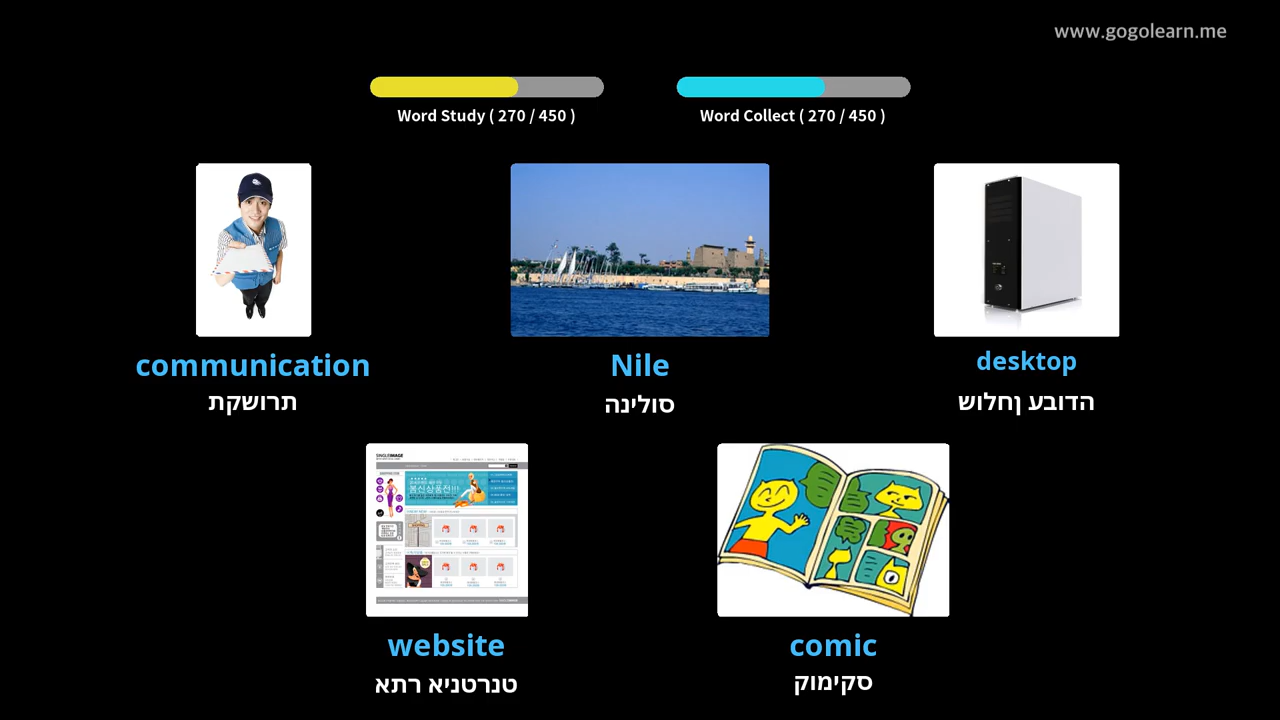 www.gogolearn.me
Word Study ( 270 / 450 )
Word Collect ( 270 / 450 )
communication
תרושקת
Nile
סולינה
desktop
הדובע ןחלוש
website
טנרטניא רתא
comic
סקימוק